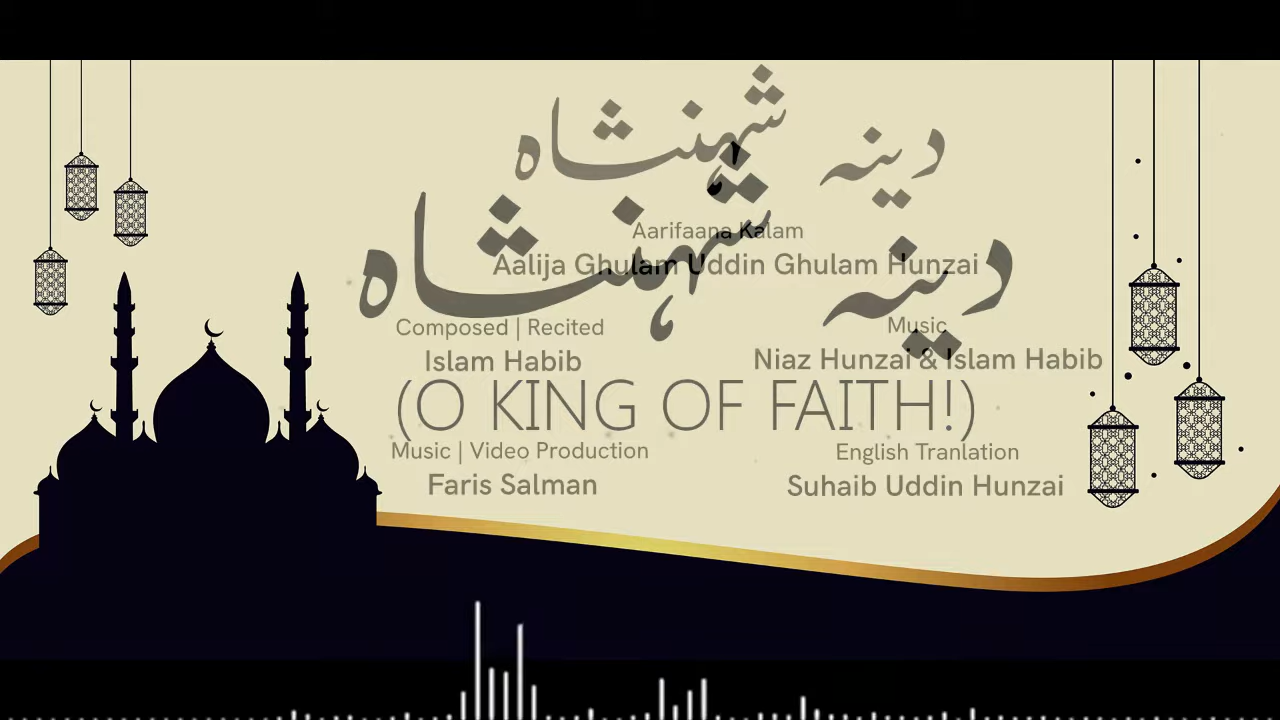 دینہ شہنشاہ
Aarifaana Kalam
دینہ شہنشاہ
Aalija Ghulam Uddin Ghulam Hunzai
Composed | Recited
Music
Islam Habib
Niaz Hunzai & Islam Habib
(O KING OF FAITH!)
Music | Video Production
English Tranlation
Faris Salman
Suhaib Uddin Hunzai